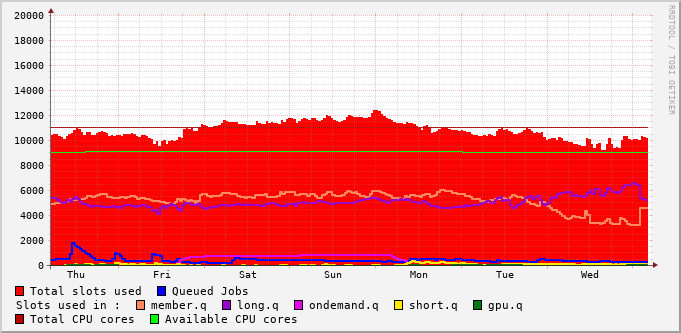 RRDTOOL / TOBI OETIKER
20000
18000
16000
14000
12000
10000
8000
6000
4000
2000
0
Thu Fri Sat Sun Mon Tue Wed
Total slots used Queued Jobs
Slots used in : member.q long.q ondemand.q short.q gpu.q
Total CPU cores Available CPU cores